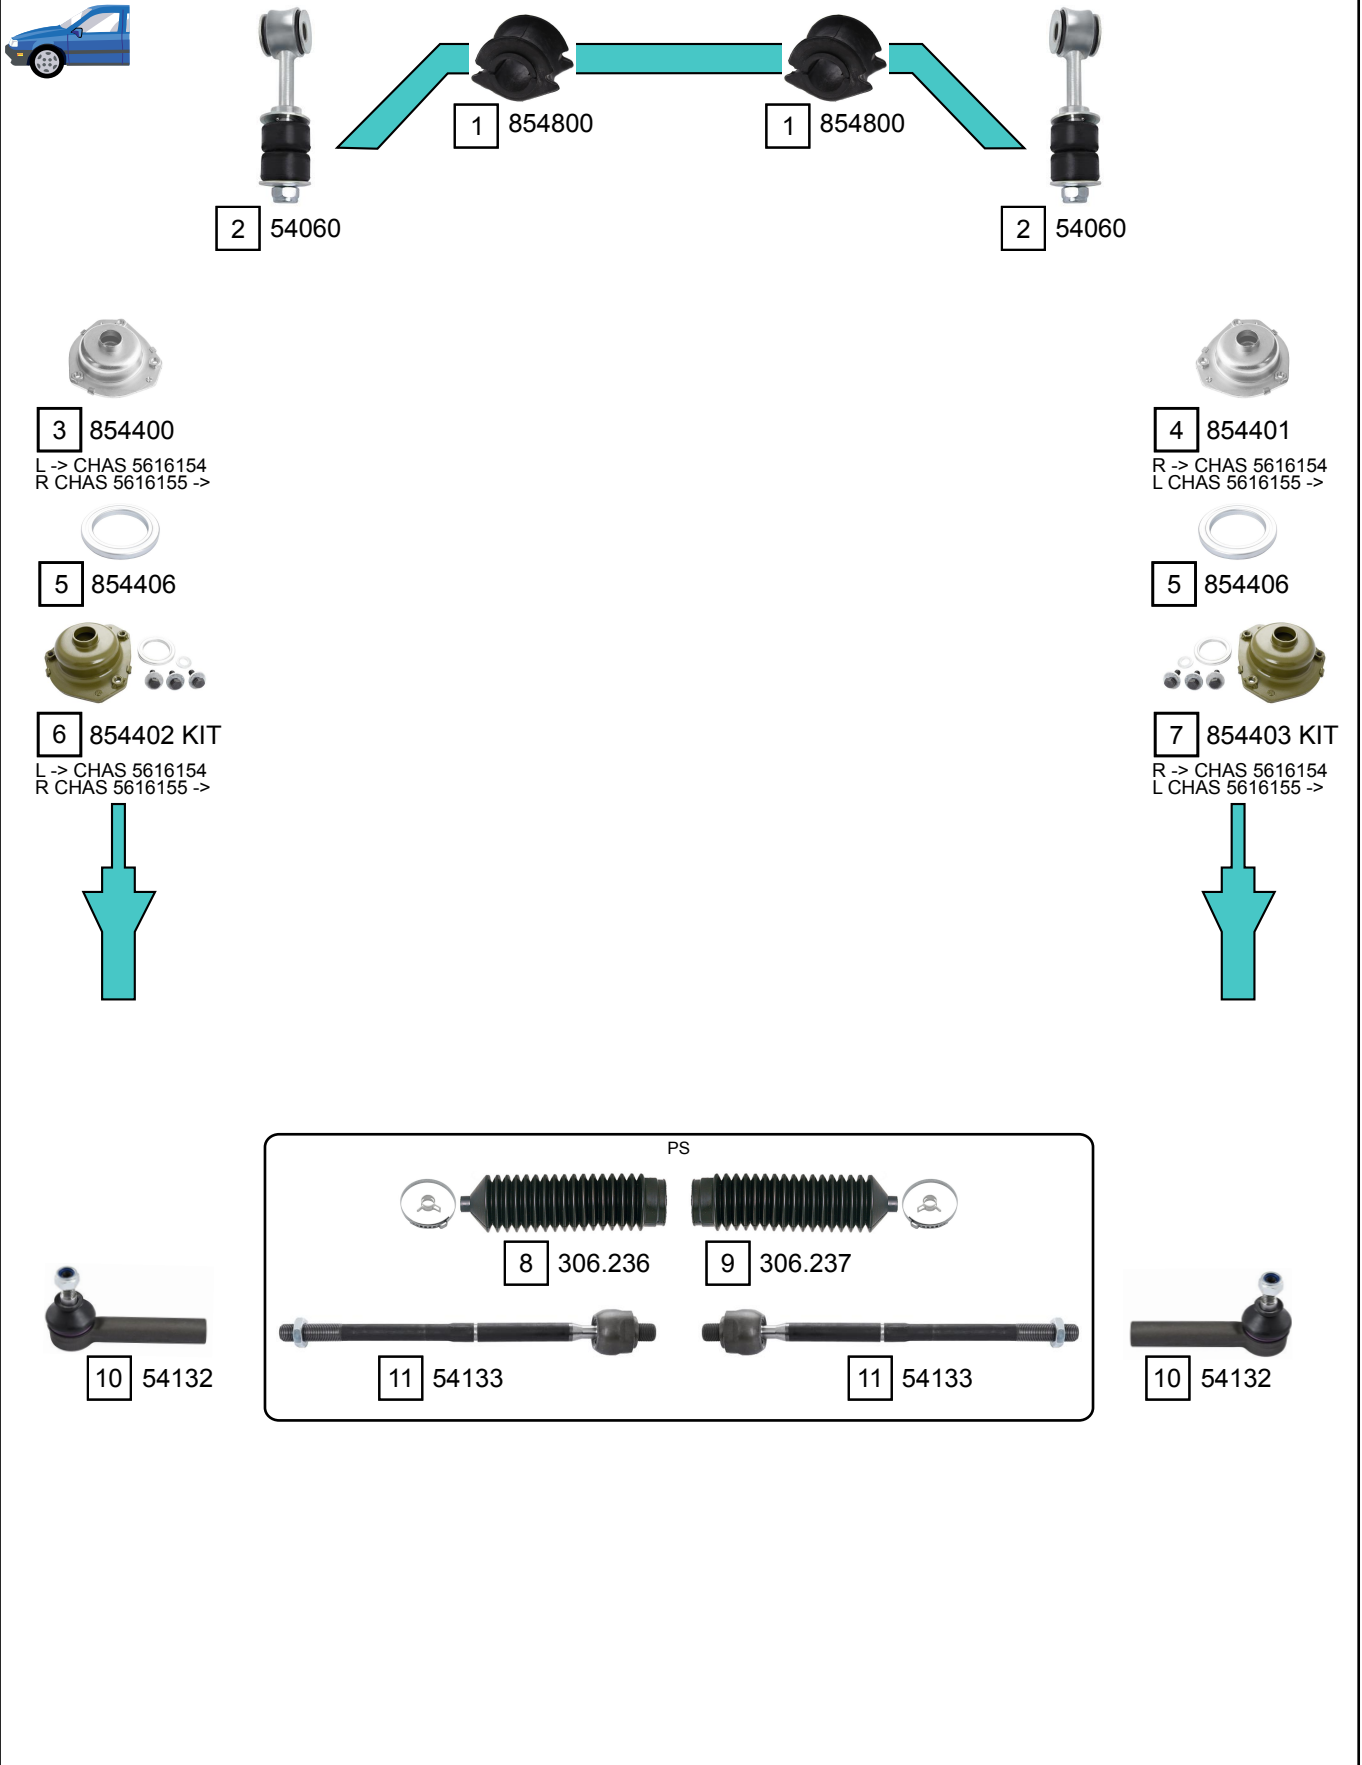 1 854800
1 854800
2 54060
2 54060
3 854400
L -> CHAS 5616154
R CHAS 5616155 ->
4 854401
R -> CHAS 5616154
L CHAS 5616155 ->
5 854406
5 854406
6 854402 KIT
L -> CHAS 5616154
R CHAS 5616155 ->
7 854403 KIT
R -> CHAS 5616154
L CHAS 5616155 ->
PS
8 306.236
9 306.237
10 54132
11 54133
11 54133
10 54132